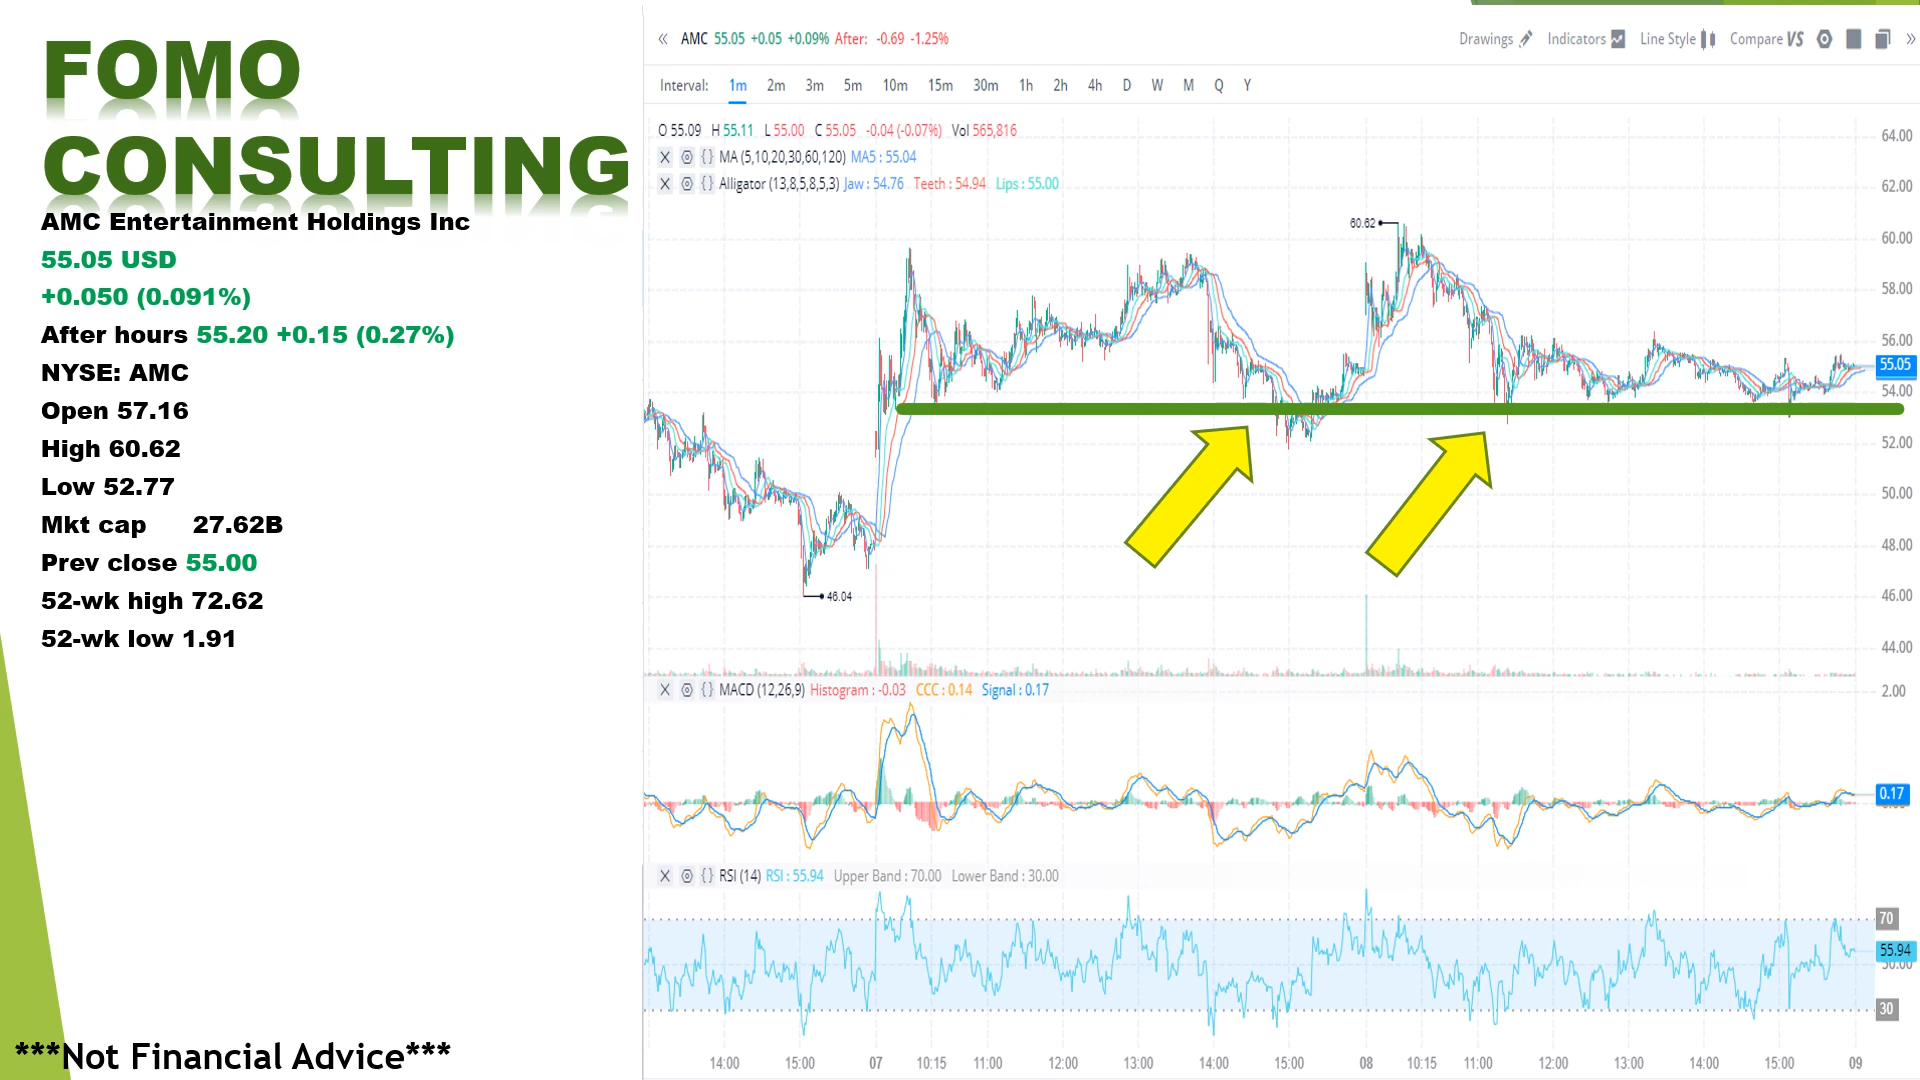 FOMO
CONSULTING
AMC Entertainment Holdings Inc
55.05 USD
+0.050 (0.091%)
After hours 55.20 +0.15 (0.27%)
NYSE: AMC
Open 57.16
High 60.62
Low 52.77
Mkt cap 27.62B
Prev close 55.00
52-wk high 72.62
52-wk low 1.91
***Not Financial Advice***
AMC 55.05 +0.05 +0.09% After: -0.69 -1.25%
Drawings Indicators Line Style Compare VS
Interval: 1m 2m 3m 5m 10m 15m 30m 1h 2h 4h D W M Q Y
O 55.09 H 55.11 L 55.00 C 55.05 -0.04 (-0.07%) Vol 565,816
MA (5,10,20,30,60,120) MA5 : 55.04
Alligator (13,8,5,8,5,3) Jaw : 54.76 Teeth : 54.94 Lips : 55.00
64.00
62.00
60.62
60.00
58.00
56.00
55.05
54.00
52.00
50.00
48.00
46.04
46.00
44.00
MACD (12,26,9) Histogram : -0.03 CCC : 0.14 Signal : 0.17
2.00
0.17
RSI (14) RSI : 55.94 Upper Band : 70.00 Lower Band : 30.00
70
55.94
50.00
30
14:00 15:00 07 10:15 11:00 12:00 13:00 14:00 15:00 08 10:15 11:00 12:00 13:00 14:00 15:00 09